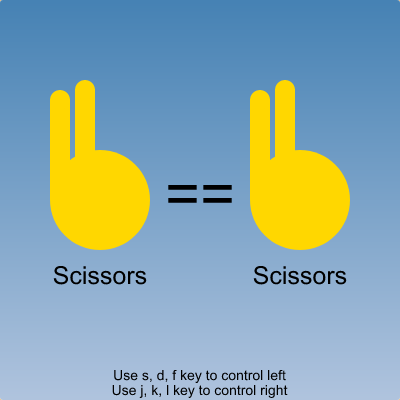 ==
Scissors Scissors
Use s, d, f key to control left
Use j, k, l key to control right